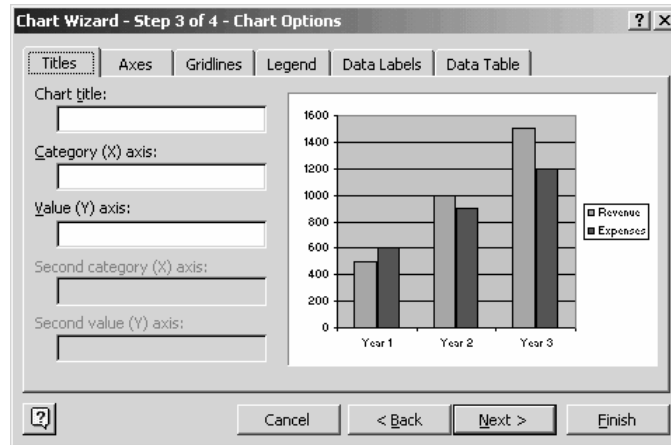 Chart Wizard - Step 3 of 4 - Chart Options
Titles Axes Gridlines Legend Data Labels Data Table
Chart title:
Category (X) axis:
Value (Y) axis:
Second category (X) axis:
Second value (Y) axis:
1600
1400
1200
1000
800
600
400
200
0
Year 1 Year 2 Year 3
Revenue
Expenses
Cancel < Back Next > Finish